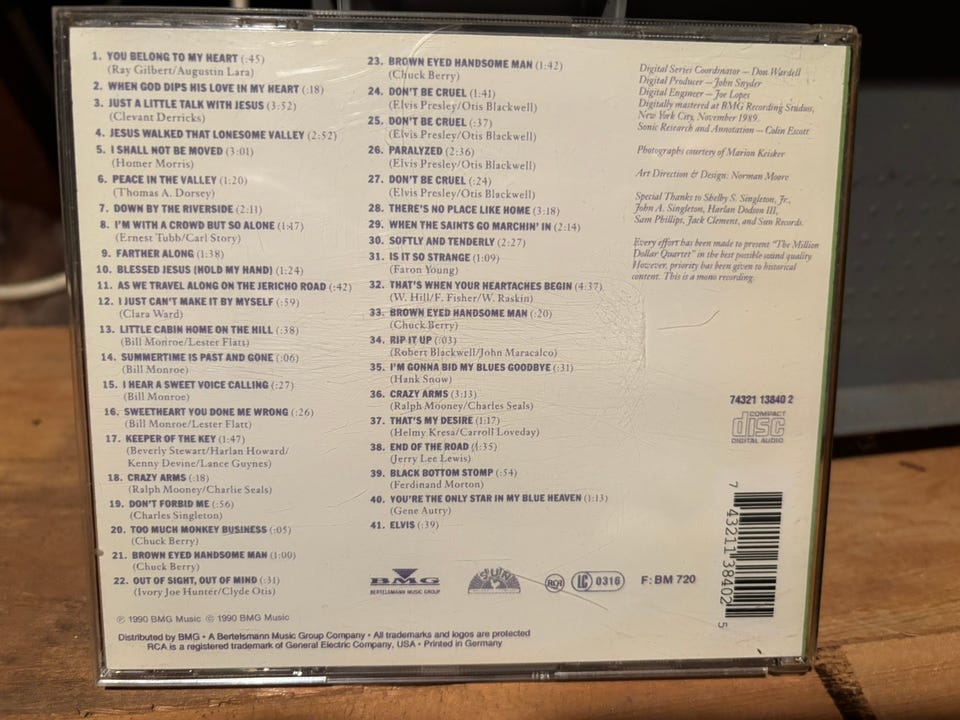 1. YOU BELONG TO MY HEART (:45)
(Ray Gilbert/Augustin Lara)
2. WHEN GOD DIPS HIS LOVE IN MY HEART (:18)
3. JUST A LITTLE TALK WITH JESUS (3:52)
(Clevant Derricks)
4. JESUS WALKED THAT LONESOME VALLEY (2:52)
5. I SHALL NOT BE MOVED (3:01)
(Homer Morris)
6. PEACE IN THE VALLEY (1:20)
(Thomas A. Dorsey)
7. DOWN BY THE RIVERSIDE (2:11)
8. I'M WITH A CROWD BUT SO ALONE (1:47)
(Ernest Tubb/Carl Story)
9. FARTHER ALONG (1:38)
10. BLESSED JESUS (HOLD MY HAND) (1:24)
11. AS WE TRAVEL ALONG ON THE JERICHO ROAD (:42)
12. I JUST CAN'T MAKE IT BY MYSELF (:59)
(Clara Ward)
13. LITTLE CABIN HOME ON THE HILL (:38)
(Bill Monroe/Lester Flatt)
14. SUMMERTIME IS PAST AND GONE (:06)
(Bill Monroe)
15. I HEAR A SWEET VOICE CALLING (:27)
(Bill Monroe)
16. SWEETHEART YOU DONE ME WRONG (:26)
(Bill Monroe/Lester Flatt)
17. KEEPER OF THE KEY (1:47)
(Beverly Stewart/Harlan Howard/
Kenny Devine/Lance Guynes)
18. CRAZY ARMS (:18)
(Ralph Mooney/Charlie Seals)
19. DON'T FORBID ME (:56)
(Charles Singleton)
20. TOO MUCH MONKEY BUSINESS (:05)
(Chuck Berry)
21. BROWN EYED HANDSOME MAN (1:00)
(Chuck Berry)
22. OUT OF SIGHT, OUT OF MIND (:31)
(Ivory Joe Hunter/Clyde Otis)
23. BROWN EYED HANDSOME MAN (1:42)
(Chuck Berry)
24. DON'T BE CRUEL (1:41)
(Elvis Presley/Otis Blackwell)
25. DON'T BE CRUEL (:37)
(Elvis Presley/Otis Blackwell)
26. PARALYZED (2:36)
(Elvis Presley/Otis Blackwell)
27. DON'T BE CRUEL (:24)
(Elvis Presley/Otis Blackwell)
28. THERE'S NO PLACE LIKE HOME (3:18)
29. WHEN THE SAINTS GO MARCHIN' IN (2:14)
30. SOFTLY AND TENDERLY (2:27)
31. IS IT SO STRANGE (1:09)
(Faron Young)
32. THAT'S WHEN YOUR HEARTACHES BEGIN (4:37)
(W. Hill/F. Fisher/W. Raskin)
33. BROWN EYED HANDSOME MAN (:20)
(Chuck Berry)
34. RIP IT UP (:03)
(Robert Blackwell/John Maracalco)
35. I'M GONNA BID MY BLUES GOODBYE (:31)
(Hank Snow)
36. CRAZY ARMS (3:13)
(Ralph Mooney/Charles Seals)
37. THAT'S MY DESIRE (1:17)
(Helmy Kresa/Carroll Loveday)
38. END OF THE ROAD (1:35)
(Jerry Lee Lewis)
39. BLACK BOTTOM STOMP (:54)
(Ferdinand Morton)
40. YOU'RE THE ONLY STAR IN MY BLUE HEAVEN (1:13)
(Gene Autry)
41. ELVIS (:39)
Digital Series Coordinator – Don Wardell
Digital Producer – John Snyder
Digital Engineer – Joe Lopes
Digitally mastered at BMG Recording Studios,
New York City, November 1989.
Sonic Research and Annotation – Colin Escott
Photographs courtesy of Marion Keisker
Art Direction & Design: Norman Moore
Special Thanks to Shelby S. Singleton, Jr.,
John A. Singleton, Harlan Dodson III,
Sam Phillips, Jack Clement, and Sun Records.
Every effort has been made to present "The Million
Dollar Quartet" in the best possible sound quality.
However, priority has been given to historical
content. This is a mono recording.
74321 13840 2
COMPACT
disc
DIGITAL AUDIO
7 43211 38402 5
BMG
BERTELSMANN MUSIC GROUP
SUN
RCA
LC 0316
F: BM 720
℗ 1990 BMG Music © 1990 BMG Music
Distributed by BMG • A Bertelsmann Music Group Company • All trademarks and logos are protected
RCA is a registered trademark of General Electric Company, USA • Printed in Germany